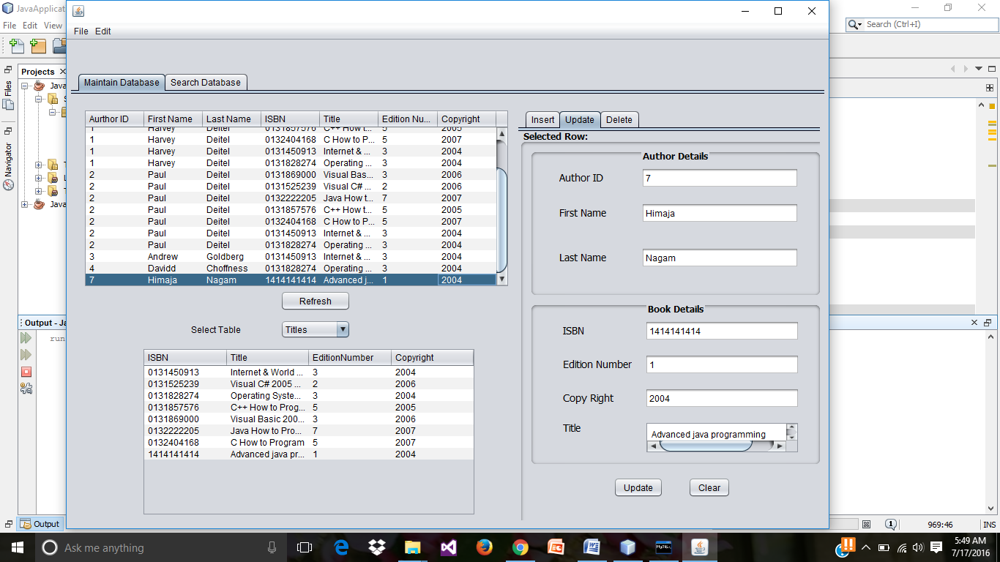 JavaApplicati
File Edit View
Search (Ctrl+I)
File Edit
Projects
Files
Navigator
Java
S
T
L
T
Java
Maintain Database Search Database
Aurthor ID First Name Last Name ISBN Title Edition Nu... Copyright
1 Harvey Deitel 0131857576 C++ How t... 5 2005
1 Harvey Deitel 0132404168 C How to P... 5 2007
1 Harvey Deitel 0131450913 Internet & ... 3 2004
1 Harvey Deitel 0131828274 Operating ... 3 2004
2 Paul Deitel 0131869000 Visual Bas... 3 2006
2 Paul Deitel 0131525239 Visual C# ... 2 2006
2 Paul Deitel 0132222205 Java How t... 7 2007
2 Paul Deitel 0131857576 C++ How t... 5 2005
2 Paul Deitel 0132404168 C How to P... 5 2007
2 Paul Deitel 0131450913 Internet & ... 3 2004
2 Paul Deitel 0131828274 Operating ... 3 2004
3 Andrew Goldberg 0131450913 Internet & ... 3 2004
4 Davidd Choffness 0131828274 Operating ... 3 2004
7 Himaja Nagam 1414141414 Advanced j... 1 2004
Refresh
Select Table Titles
ISBN Title EditionNumber Copyright
0131450913 Internet & World ... 3 2004
0131525239 Visual C# 2005 ... 2 2006
0131828274 Operating Syste... 3 2004
0131857576 C++ How to Prog... 5 2005
0131869000 Visual Basic 200... 3 2006
0132222205 Java How to Pro... 7 2007
0132404168 C How to Program 5 2007
1414141414 Advanced java pr... 1 2004
Insert Update Delete
Selected Row:
Author Details
Author ID 7
First Name Himaja
Last Name Nagam
Book Details
ISBN 1414141414
Edition Number 1
Copy Right 2004
Title Advanced java programming
Update Clear
Output - Ja
run
Output
1
969:46 INS
Ask me anything
MySQL
5:49 AM
7/17/2016